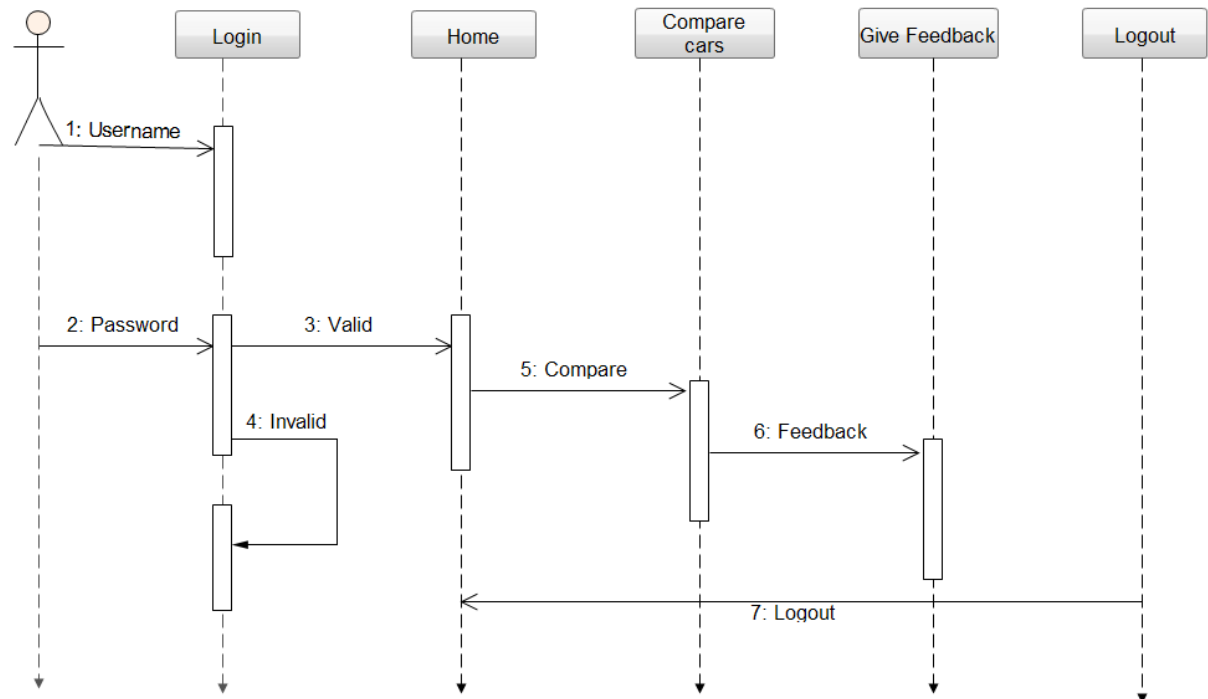 Login
Home
Compare
cars
Give Feedback
Logout
1: Username
2: Password
3: Valid
5: Compare
4: Invalid
6: Feedback
7: Logout